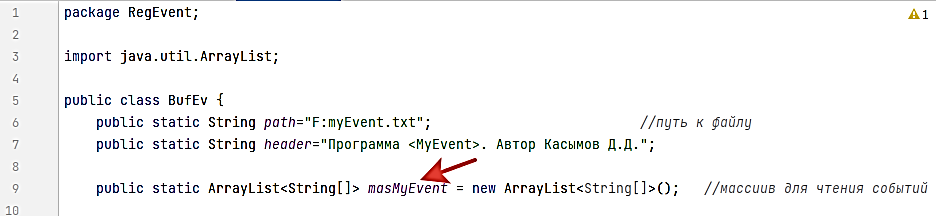 1 package RegEvent;
2
3 import java.util.ArrayList;
4
5 public class BufEv {
6 public static String path="F:myEvent.txt"; //путь к файлу
7 public static String header="Программа <MyEvent>. Автор Касымов Д.Д.";
8
9 public static ArrayList<String[]> masMyEvent = new ArrayList<String[]>(); //массиив для чтения событий
10
1